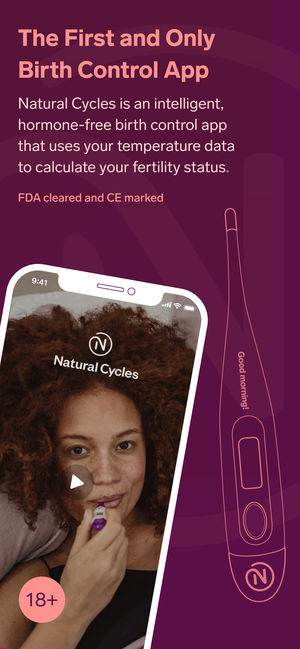 The First and Only
Birth Control App
Natural Cycles is an intelligent,
hormone-free birth control app
that uses your temperature data
to calculate your fertility status.
FDA cleared and CE marked
9:41
N
Natural Cycles
Good morning!
N
18+